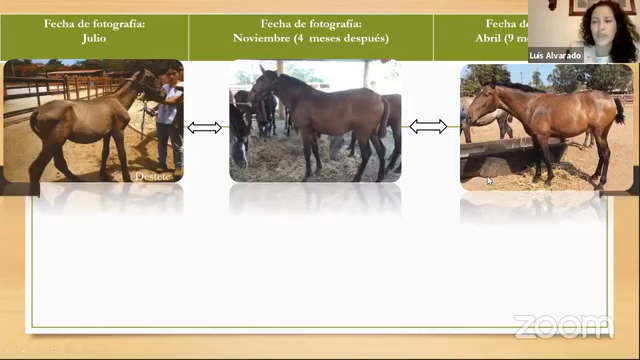 Fecha de fotografía:
Julio
Fecha de fotografía:
Noviembre (4 meses después)
Fecha de
Abril (9 me
Luis Alvarado
Destete
zoom